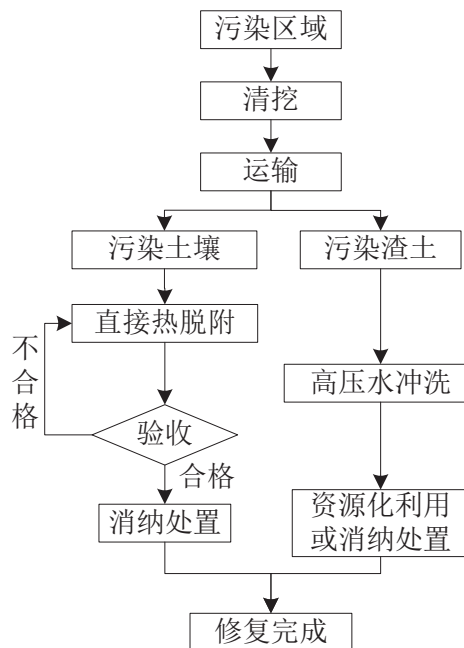 污染区域
清挖
运输
污染土壤
污染渣土
直接热脱附
不合格
高压水冲洗
验收
合格
消纳处置
资源化利用
或消纳处置
修复完成